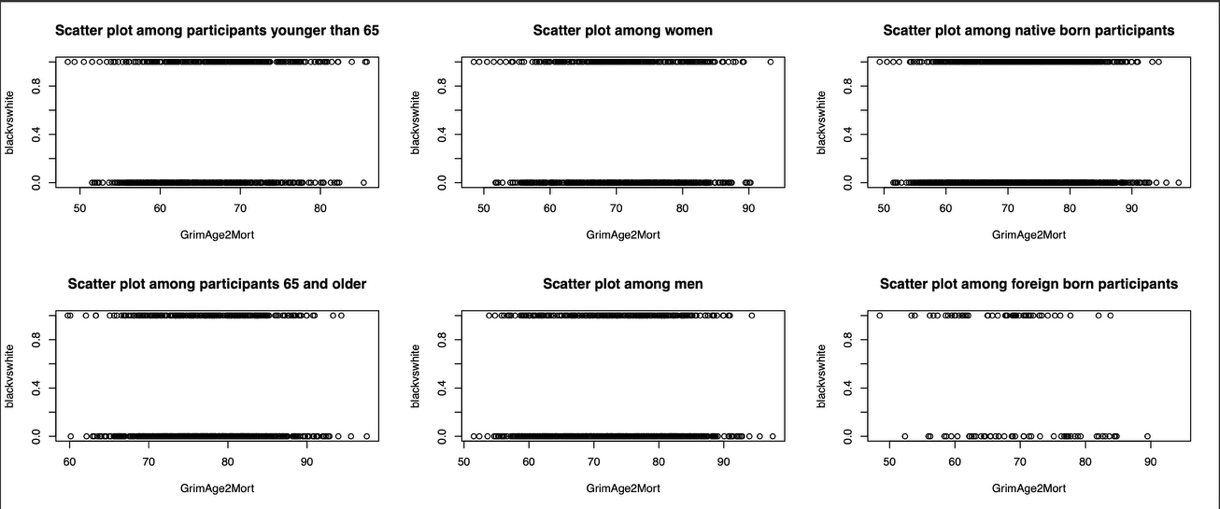 Scatter plot among participants younger than 65
blackvswhite
0.0 0.4 0.8
50 60 70 80
GrimAge2Mort
Scatter plot among women
blackvswhite
0.0 0.4 0.8
50 60 70 80 90
GrimAge2Mort
Scatter plot among native born participants
blackvswhite
0.0 0.4 0.8
50 60 70 80 90
GrimAge2Mort
Scatter plot among participants 65 and older
blackvswhite
0.0 0.4 0.8
60 70 80 90
GrimAge2Mort
Scatter plot among men
blackvswhite
0.0 0.4 0.8
50 60 70 80 90
GrimAge2Mort
Scatter plot among foreign born participants
blackvswhite
0.0 0.4 0.8
50 60 70 80 90
GrimAge2Mort